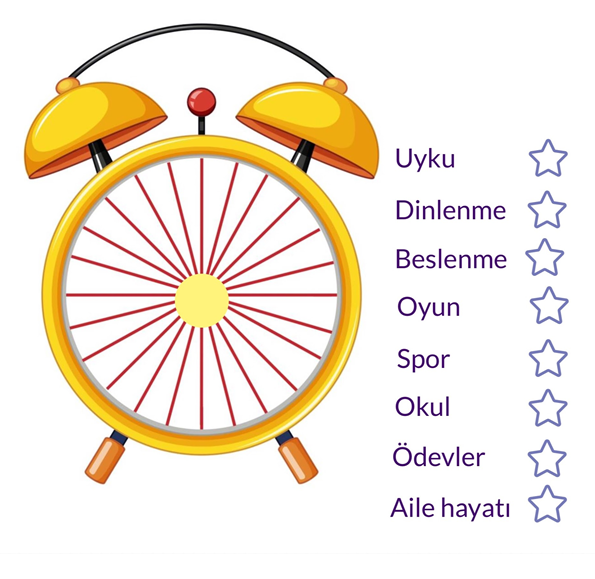 Uyku
Dinlenme
Beslenme
Oyun
Spor
Okul
Ödevler
Aile hayatı